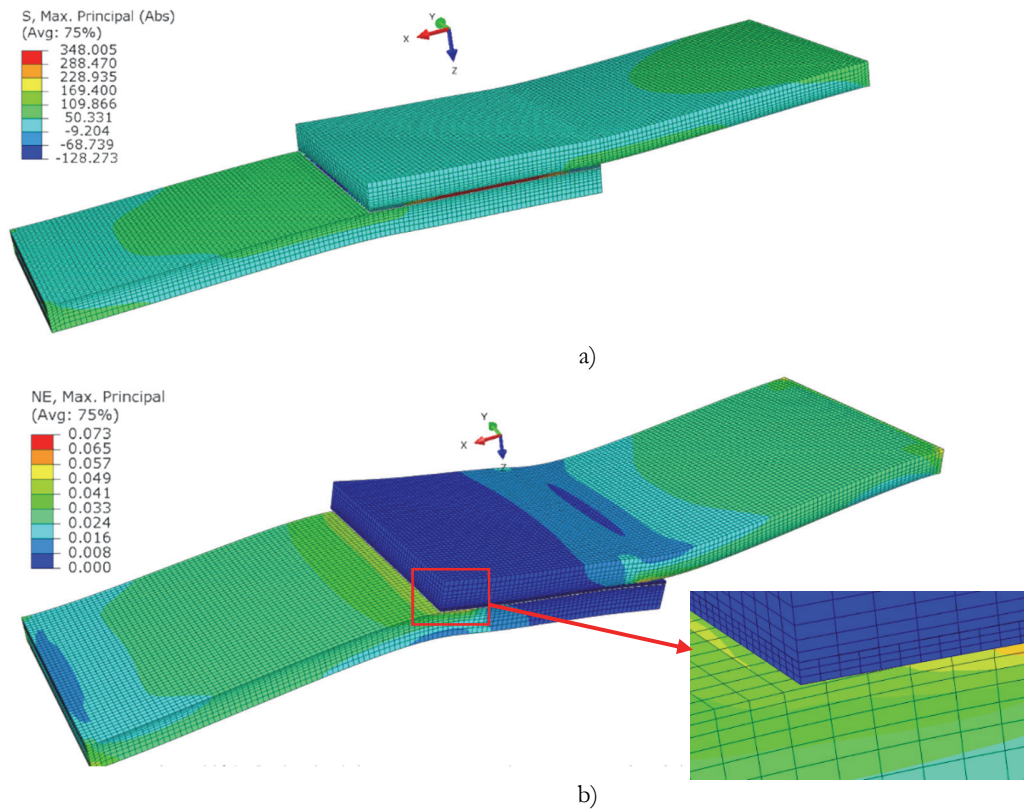 S, Max. Principal (Abs)
(Avg: 75%)
348.005
288.470
228.935
169.400
109.866
50.331
-9.204
-68.739
-128.273
Y
X
Z
a)
NE, Max. Principal
(Avg: 75%)
0.073
0.065
0.057
0.049
0.041
0.033
0.024
0.016
0.008
0.000
Y
X
Z
b)